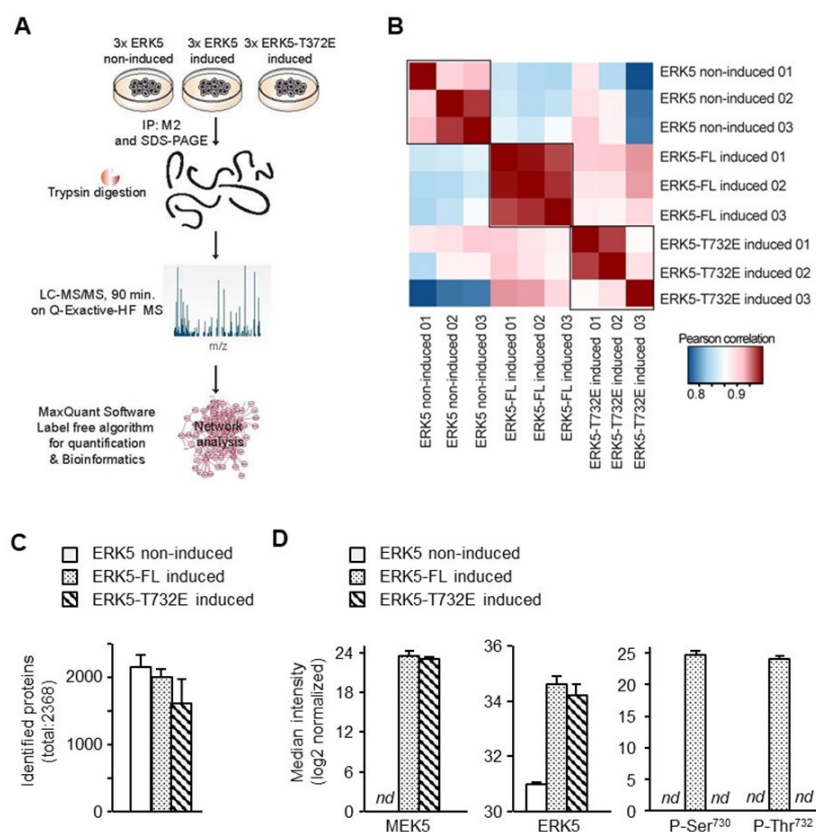 A
3x ERK5 non-induced
3x ERK5 induced
3x ERK5-T372E induced
IP: M2
and SDS-PAGE
Trypsin digestion
LC-MS/MS, 90 min.
on Q-Exactive-HF MS
m/z
MaxQuant Software
Label free algorithm
for quantification
& Bioinformatics
Network
analysis
B
ERK5 non-induced 01
ERK5 non-induced 02
ERK5 non-induced 03
ERK5-FL induced 01
ERK5-FL induced 02
ERK5-FL induced 03
ERK5-T732E induced 01
ERK5-T732E induced 02
ERK5-T732E induced 03
ERK5 non-induced 01
ERK5 non-induced 02
ERK5 non-induced 03
ERK5-FL induced 01
ERK5-FL induced 02
ERK5-FL induced 03
ERK5-T732E induced 01
ERK5-T732E induced 02
ERK5-T732E induced 03
Pearson correlation
0.8 0.9
C
ERK5 non-induced
ERK5-FL induced
ERK5-T732E induced
Identified proteins
(total:2368)
2000
1000
0
D
ERK5 non-induced
ERK5-FL induced
ERK5-T732E induced
Median intensity
(log2 normalized)
24
18
12
6
0
nd
MEK5
36
34
32
30
ERK5
25
20
15
10
5
0
nd nd nd nd
P-Ser⁷³⁰ P-Thr⁷³²